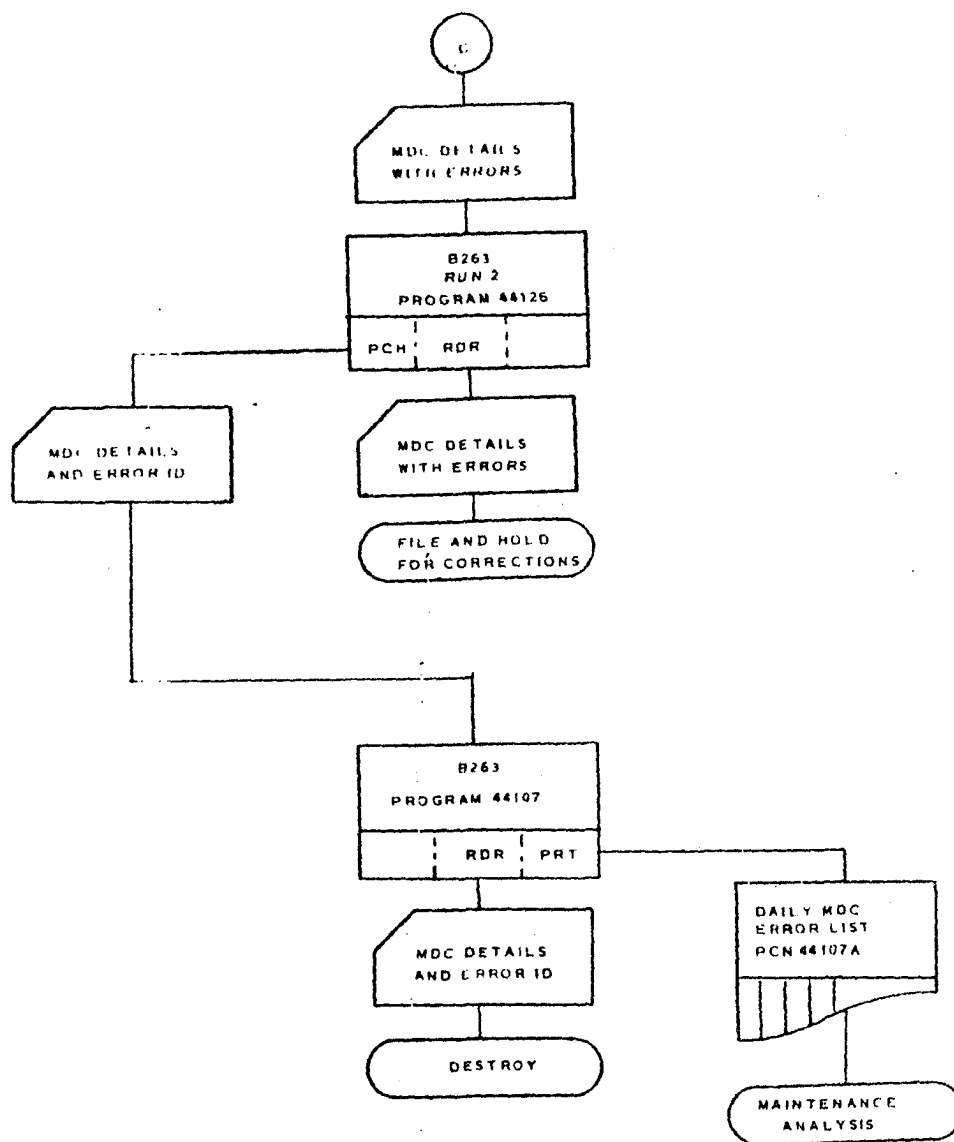 C
MDC DETAILS
WITH ERRORS
B263
RUN 2
PROGRAM 44126
PCH RDR
MDC DETAILS
AND ERROR ID
MDC DETAILS
WITH ERRORS
FILE AND HOLD
FOR CORRECTIONS
B263
PROGRAM 44107
RDR PRT
MDC DETAILS
AND ERROR ID
DAILY MDC
ERROR LIST
PCN 44107A
DESTROY
MAINTENANCE
ANALYSIS